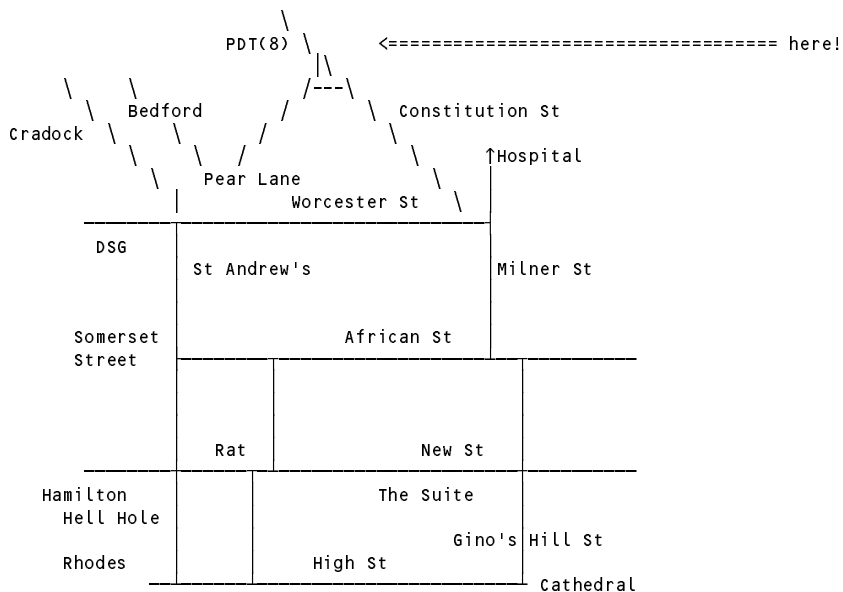 PDT(8) <=================================== here!
Bedford Constitution St
Cradock
↑Hospital
Pear Lane
Worcester St
DSG
St Andrew's Milner St
Somerset African St
Street
Rat New St
Hamilton The Suite
Hell Hole
Gino's Hill St
Rhodes High St
Cathedral